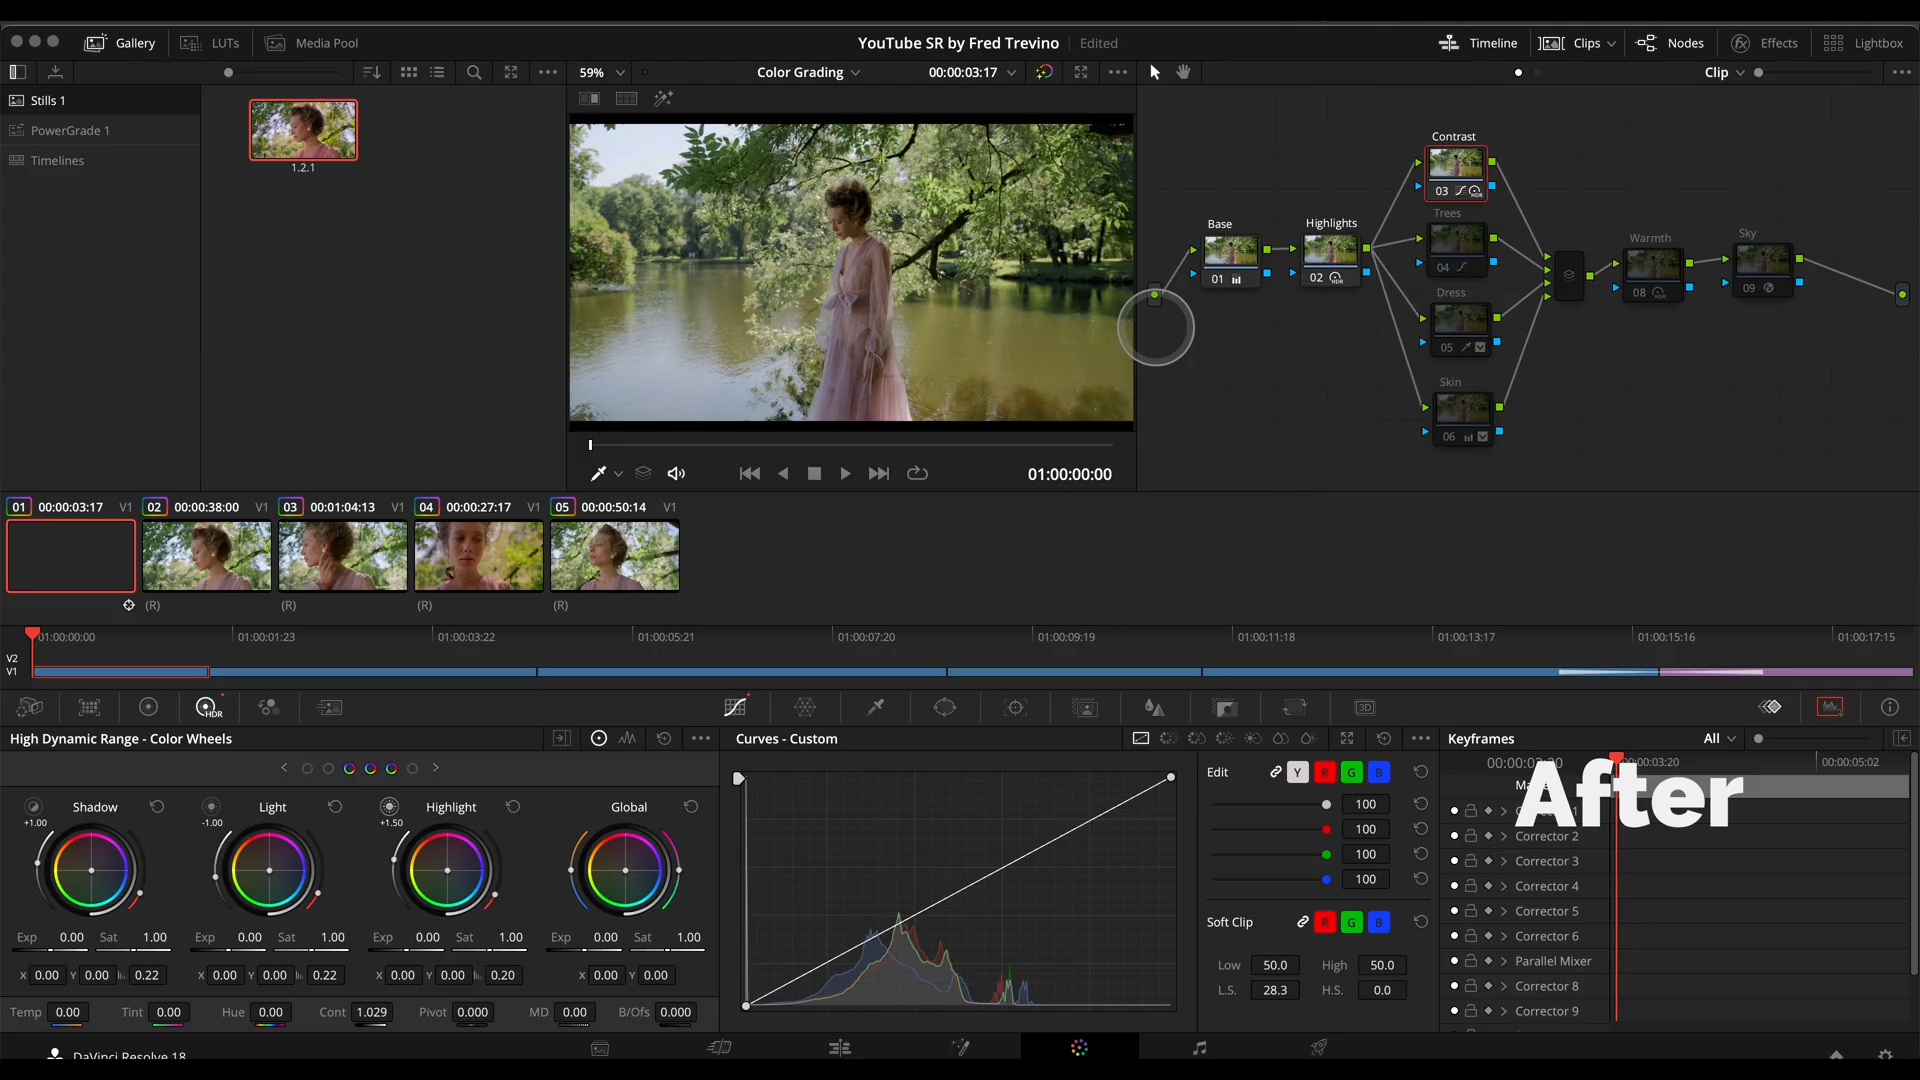 Gallery LUTs Media Pool YouTube SR by Fred Trevino Edited Timeline Clips Nodes Effects Lightbox
59% Color Grading 00:00:03:17 Clip
Stills 1
PowerGrade 1
Timelines
1.2.1
Contrast
03 HDR
Trees
04
Base
01
Highlights
02 HDR
Dress
05
Skin
06
Warmth
08 HDR
Sky
09
01:00:00:00
01 00:00:03:17 V1 02 00:00:38:00 V1 03 00:01:04:13 V1 04 00:00:27:17 V1 05 00:00:50:14 V1
(R) (R) (R) (R)
01:00:00:00 01:00:01:23 01:00:03:22 01:00:05:21 01:00:07:20 01:00:09:19 01:00:11:18 01:00:13:17 01:00:15:16 01:00:17:15
V2
V1
HDR 3D
High Dynamic Range - Color Wheels
Shadow Light Highlight Global
+1.00 -1.00 +1.50
Exp 0.00 Sat 1.00 Exp 0.00 Sat 1.00 Exp 0.00 Sat 1.00 Exp 0.00 Sat 1.00
X 0.00 Y 0.00 0.22 X 0.00 Y 0.00 0.22 X 0.00 Y 0.00 0.20 X 0.00 Y 0.00
Temp 0.00 Tint 0.00 Hue 0.00 Cont 1.029 Pivot 0.000 MD 0.00 B/Ofs 0.000
Curves - Custom
Edit Y R G B
100
100
100
100
Soft Clip R G B
Low 50.0 High 50.0
L.S. 28.3 H.S. 0.0
Keyframes All
00:00:03:20 03:20 00:00:05:02
After
Corrector 2
Corrector 3
Corrector 4
Corrector 5
Corrector 6
Parallel Mixer
Corrector 8
Corrector 9
DaVinci Resolve 18